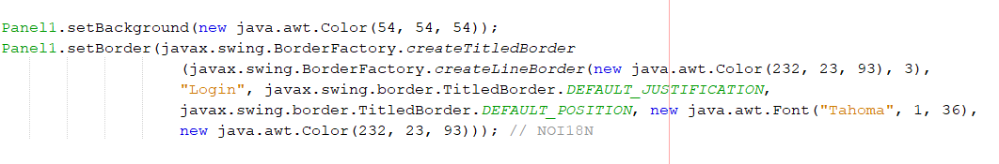 Panel1.setBackground(new java.awt.Color(54, 54, 54));
Panel1.setBorder(javax.swing.BorderFactory.createTitledBorder
(javax.swing.BorderFactory.createLineBorder(new java.awt.Color(232, 23, 93), 3),
"Login", javax.swing.border.TitledBorder.DEFAULT_JUSTIFICATION,
javax.swing.border.TitledBorder.DEFAULT_POSITION, new java.awt.Font("Tahoma", 1, 36),
new java.awt.Color(232, 23, 93))); // NOI18N